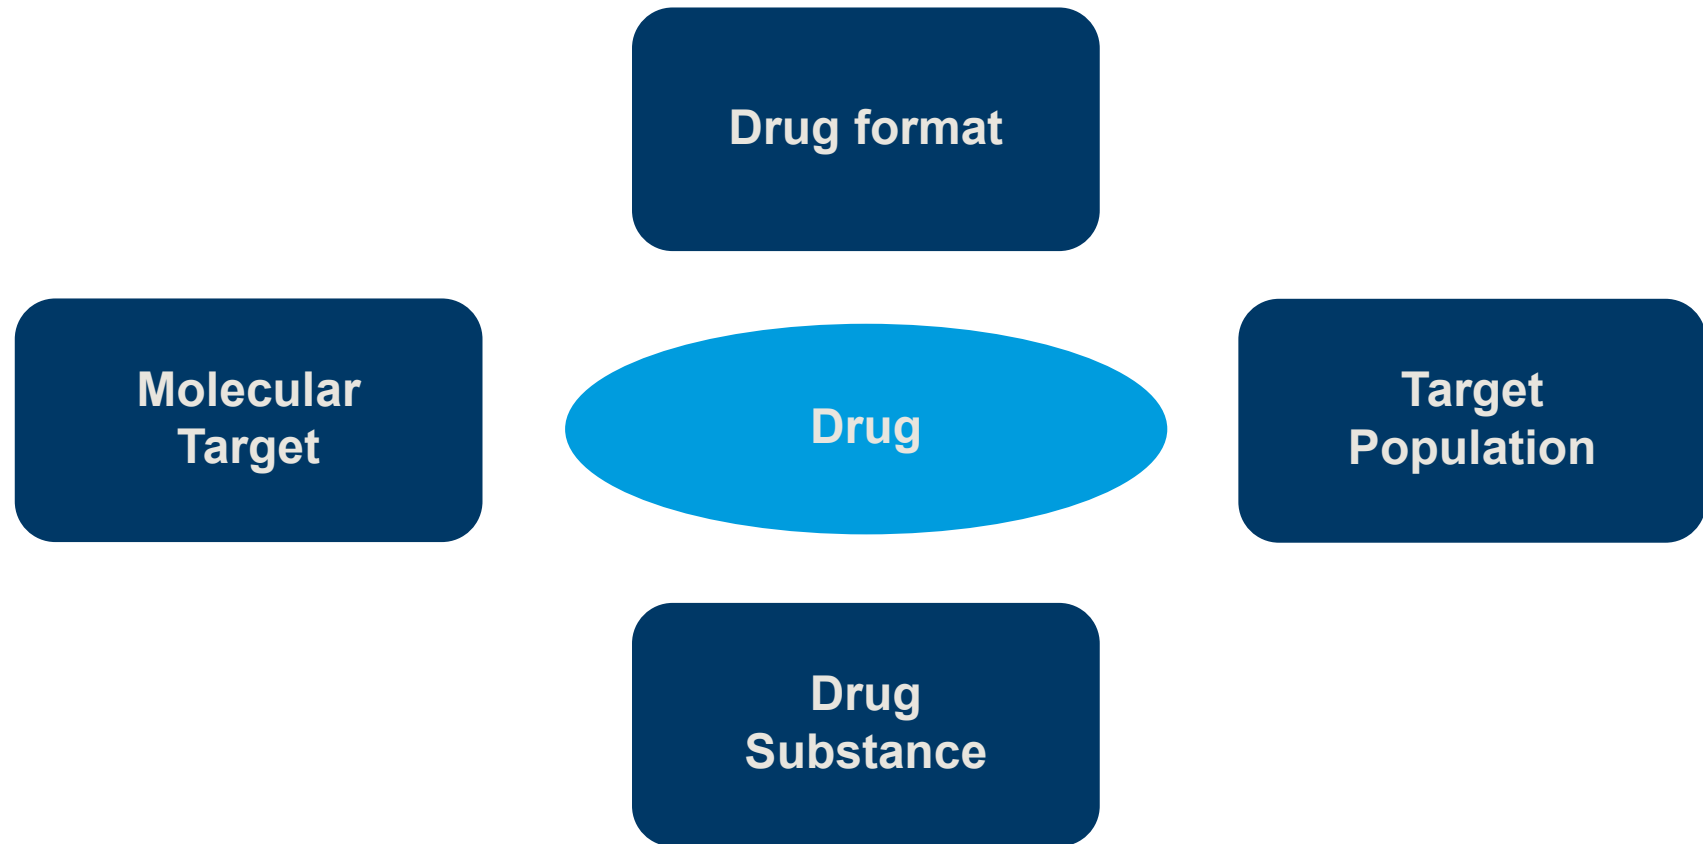 Drug format
Molecular
Target
Drug
Target
Population
Drug
Substance